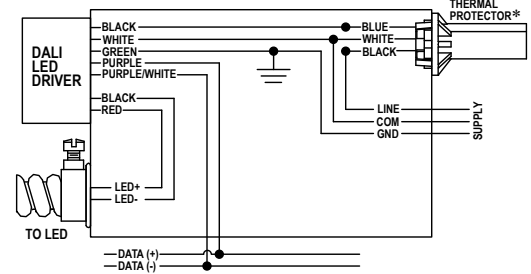 THERMAL
PROTECTOR*
BLACK
BLUE
WHITE
WHITE
GREEN
BLACK
PURPLE
PURPLE/WHITE
DALI
LED
DRIVER
BLACK
RED
LINE
COM
GND
SUPPLY
LED+
LED-
TO LED
DATA (+)
DATA (-)